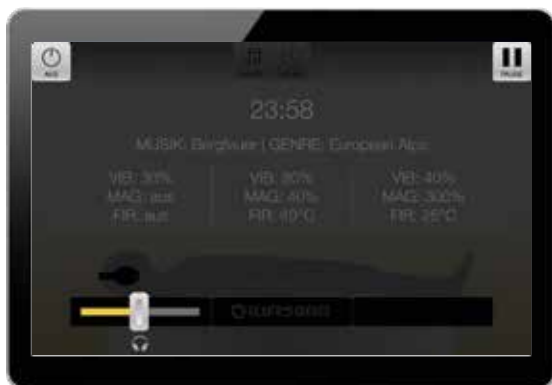 AUS
PAUSE
23:58
MUSIK: Bergfeuer | GENRE: European Alps
VIB: 30% VIB: 80% VIB: 40%
MAG: aus MAG: 40% MAG: 300%
FIR: aus FIR: 40°C FIR: 25°C